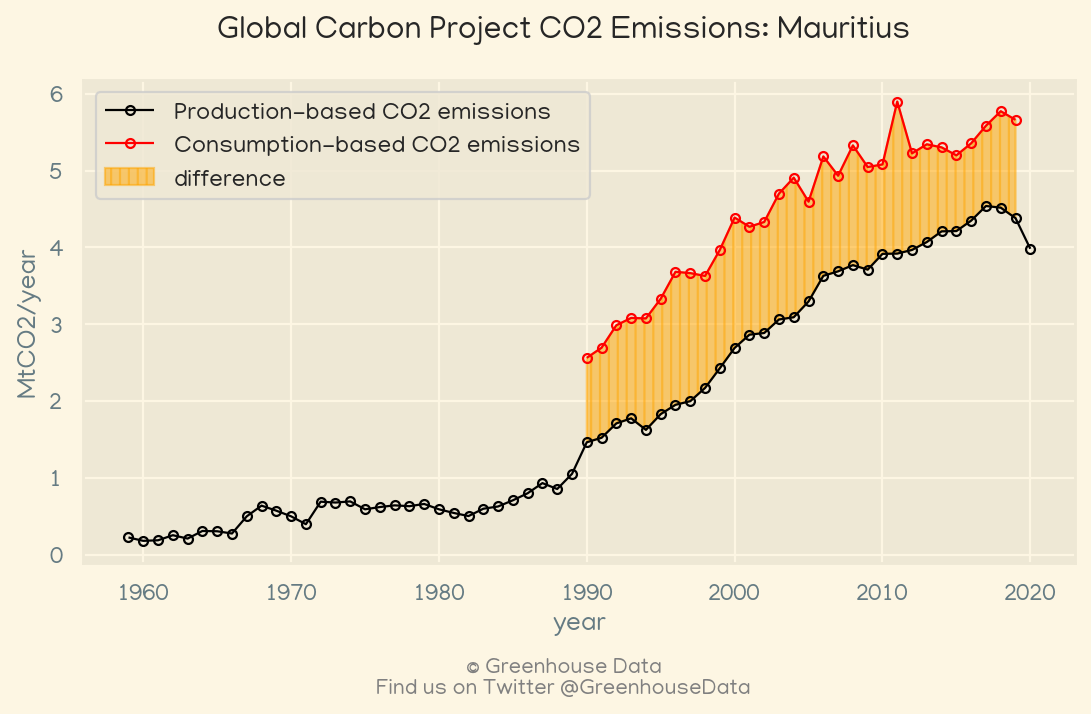 Global Carbon Project CO2 Emissions: Mauritius
Production-based CO2 emissions
Consumption-based CO2 emissions
difference
MtCO2/year
6
5
4
3
2
1
0
1960 1970 1980 1990 2000 2010 2020
year
© Greenhouse Data
Find us on Twitter @GreenhouseData